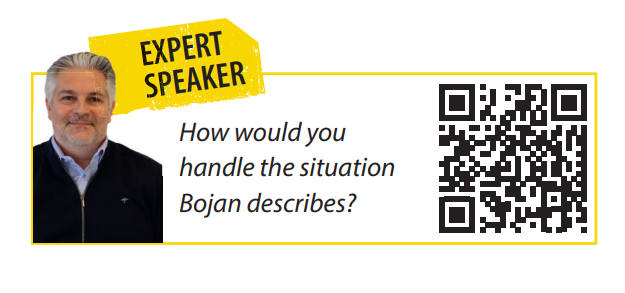 EXPERT
SPEAKER
How would you
handle the situation
Bojan describes?